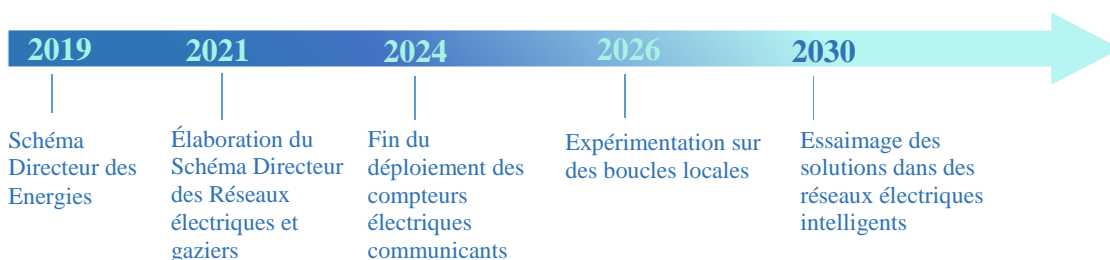 2019
2021
2024
2026
2030
Schéma
Directeur des
Energies
Élaboration du
Schéma Directeur
des Réseaux
électriques et
gaziers
Fin du
déploiement des
compteurs
électriques
communicants
Expérimentation sur
des boucles locales
Essaimage des
solutions dans des
réseaux électriques
intelligents